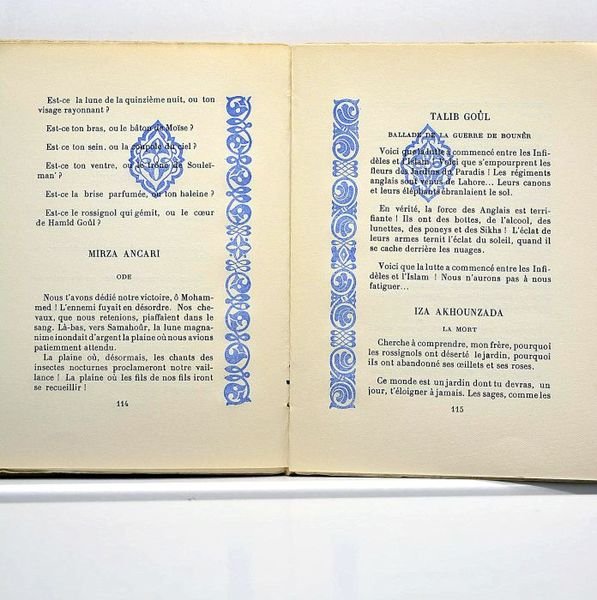 Est-ce la lune de la quinzième nuit, ou ton
visage rayonnant ?
Est-ce ton bras, ou le bâton de Moïse ?
Est-ce ton sein, ou la coupole du ciel ?
Est-ce ton ventre, ou le trône de Souleï-
man' ?
Est-ce la brise parfumée, ou ton haleine ?
Est-ce le rossignol qui gémit, ou le cœur
de Hamîd Goûl ?
MIRZA ANCARI
ODE
Nous t'avons dédié notre victoire, ô Moham-
med ! L'ennemi fuyait en désordre. Nos che-
vaux, que nous retenions, piaffaient dans le
sang. Là-bas, vers Samahoûr, la lune magna-
nime inondait d'argent la plaine où nous avions
patiemment attendu.
La plaine où, désormais, les chants des
insectes nocturnes proclameront notre vail-
lance ! La plaine où les fils de nos fils iront
se recueillir !
114
TALIB GOÛL
BALLADE DE LA GUERRE DE BOUNÈR
Voici que la lutte a commencé entre les Infi-
dèles et l'Islam ! Voici que s'empourprent les
fleurs des Jardins du Paradis ! Les régiments
anglais sont venus de Lahore... Leurs canons
et leurs éléphants ébranlaient le sol.
En vérité, la force des Anglais est terri-
fiante ! Ils ont des bottes, de l'alcool, des
lunettes, des poneys et des Sikhs ! L'éclat de
leurs armes ternit l'éclat du soleil, quand il
se cache derrière les nuages.
Voici que la lutte a commencé entre les Infi-
dèles et l'Islam ! Nous n'aurons pas à nous
fatiguer...
IZA AKHOUNZADA
LA MORT
Cherche à comprendre, mon frère, pourquoi
les rossignols ont déserté le jardin, pourquoi
ils ont abandonné ses œillets et ses roses.
Ce monde est un jardin dont tu devras, un
jour, t'éloigner à jamais. Les sages, comme les
115